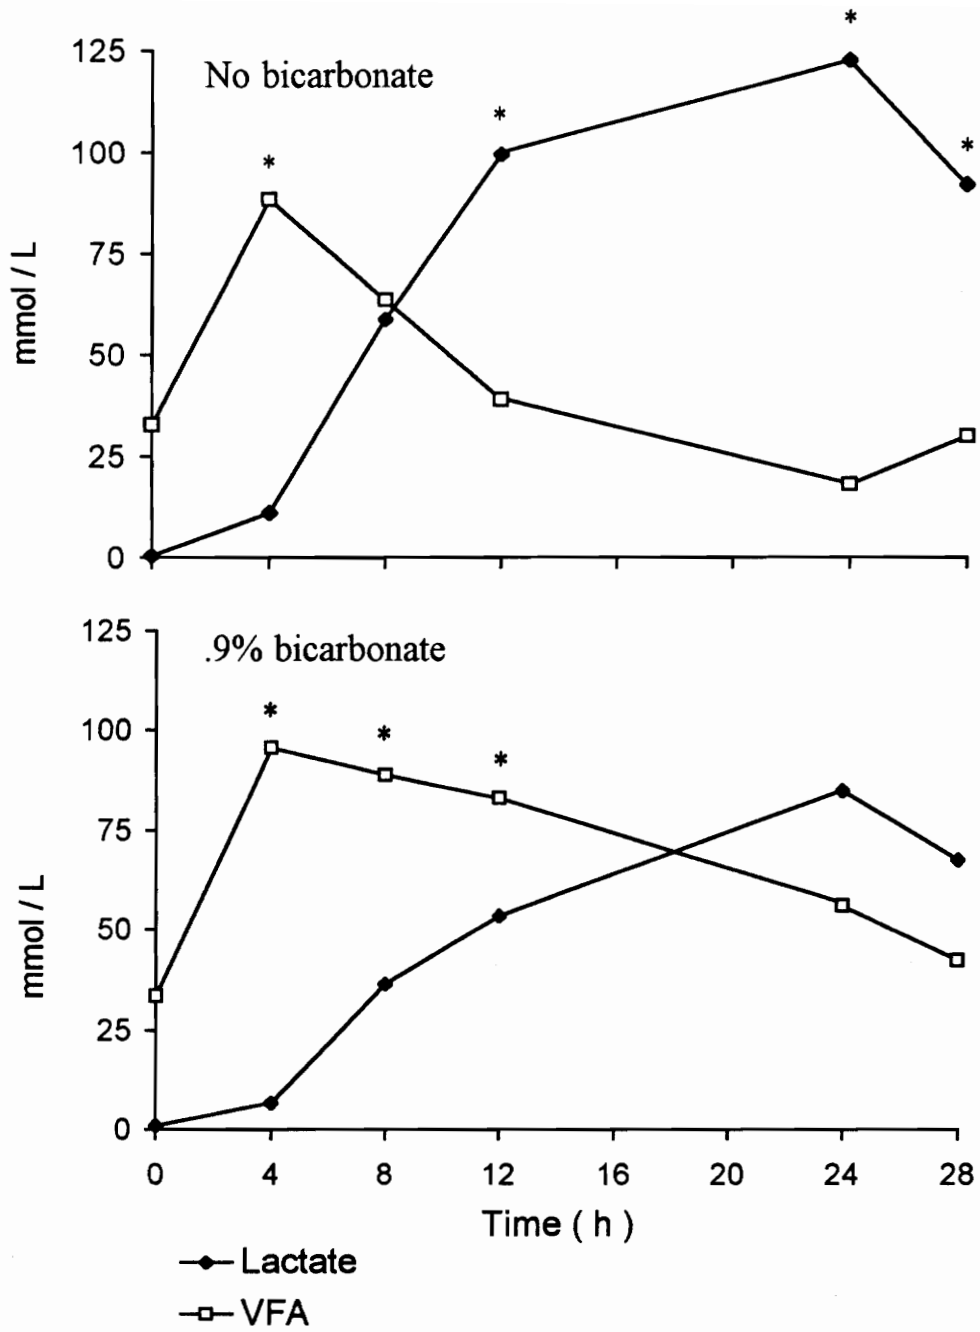 No bicarbonate
*
*
*
*
125
100
75
50
25
0
mmol / L
.9% bicarbonate
*
*
*
125
100
75
50
25
0
mmol / L
0 4 8 12 16 20 24 28
Time ( h )
Lactate
VFA